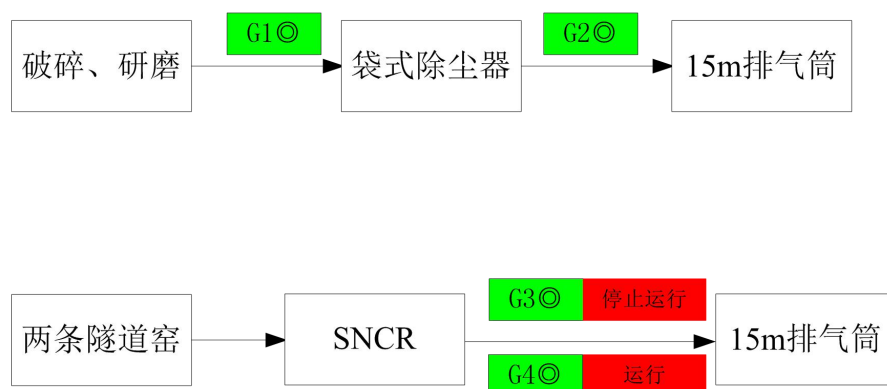 G1◎
G2◎
破碎、研磨
袋式除尘器
15m排气筒
G3◎
停止运行
两条隧道窑
SNCR
15m排气筒
G4◎
运行